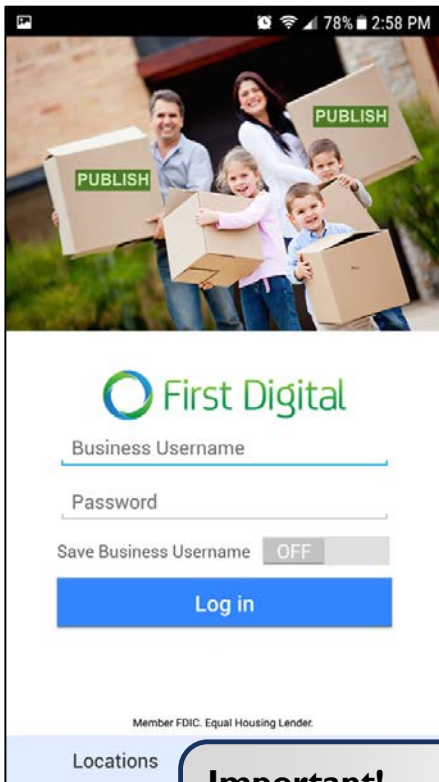 78% 2:58 PM
PUBLISH
PUBLISH
First Digital
Business Username
Password
Save Business Username OFF
Log in
Member FDIC. Equal Housing Lender.
Locations
Important!